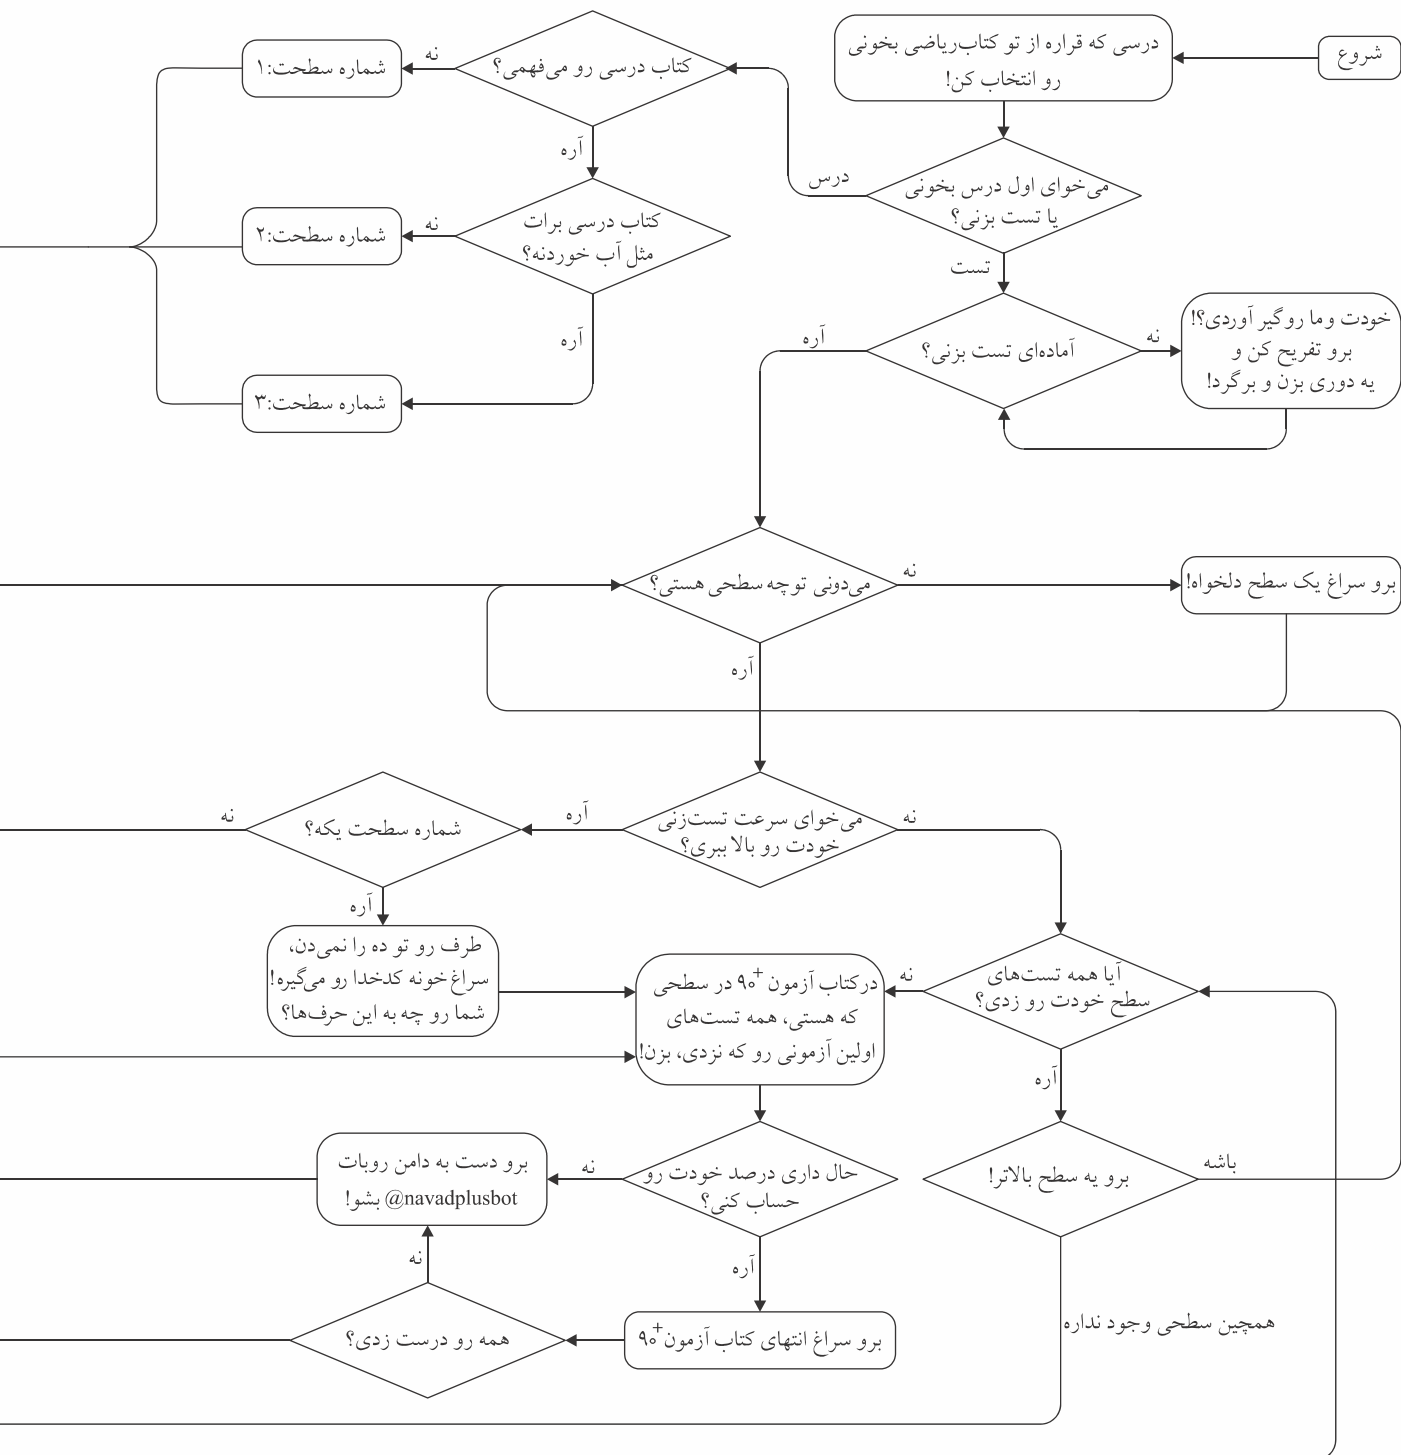 شروع
درسی که قراره از تو کتاب‌ریاضی بخونی
رو انتخاب کن!
می‌خوای اول درس بخونی
یا تست بزنی؟
درس
کتاب درسی رو می‌فهمی؟
نه
شماره سطحت:۱
آره
کتاب درسی برات
مثل آب خوردنه؟
نه
شماره سطحت:۲
آره
شماره سطحت:۳
تست
آماده‌ای تست بزنی؟
نه
خودت وما روگیر آوردی؟!
برو تفریح کن و
یه دوری بزن و برگرد!
آره
می‌دونی توچه سطحی هستی؟
نه
برو سراغ یک سطح دلخواه!
آره
می‌خوای سرعت تست‌زنی
خودت رو بالا ببری؟
آره
شماره سطحت یکه؟
نه
آره
طرف رو تو ده را نمی‌دن،
سراغ‌خونه کدخدا رو می‌گیره!
شما رو چه به این حرف‌ها؟
نه
آیا همه تست‌های
سطح خودت رو زدی؟
نه
درکتاب آزمون ۹۰+ در سطحی
که هستی، همه تست‌های
اولین آزمونی رو که نزدی، بزن!
آره
برو یه سطح بالاتر!
باشه
همچین سطحی وجود نداره
حال داری درصد خودت رو
حساب کنی؟
نه
برو دست به دامن روبات
@navadplusbot بشو!
آره
برو سراغ انتهای کتاب آزمون۹۰+
همه رو درست زدی؟
نه